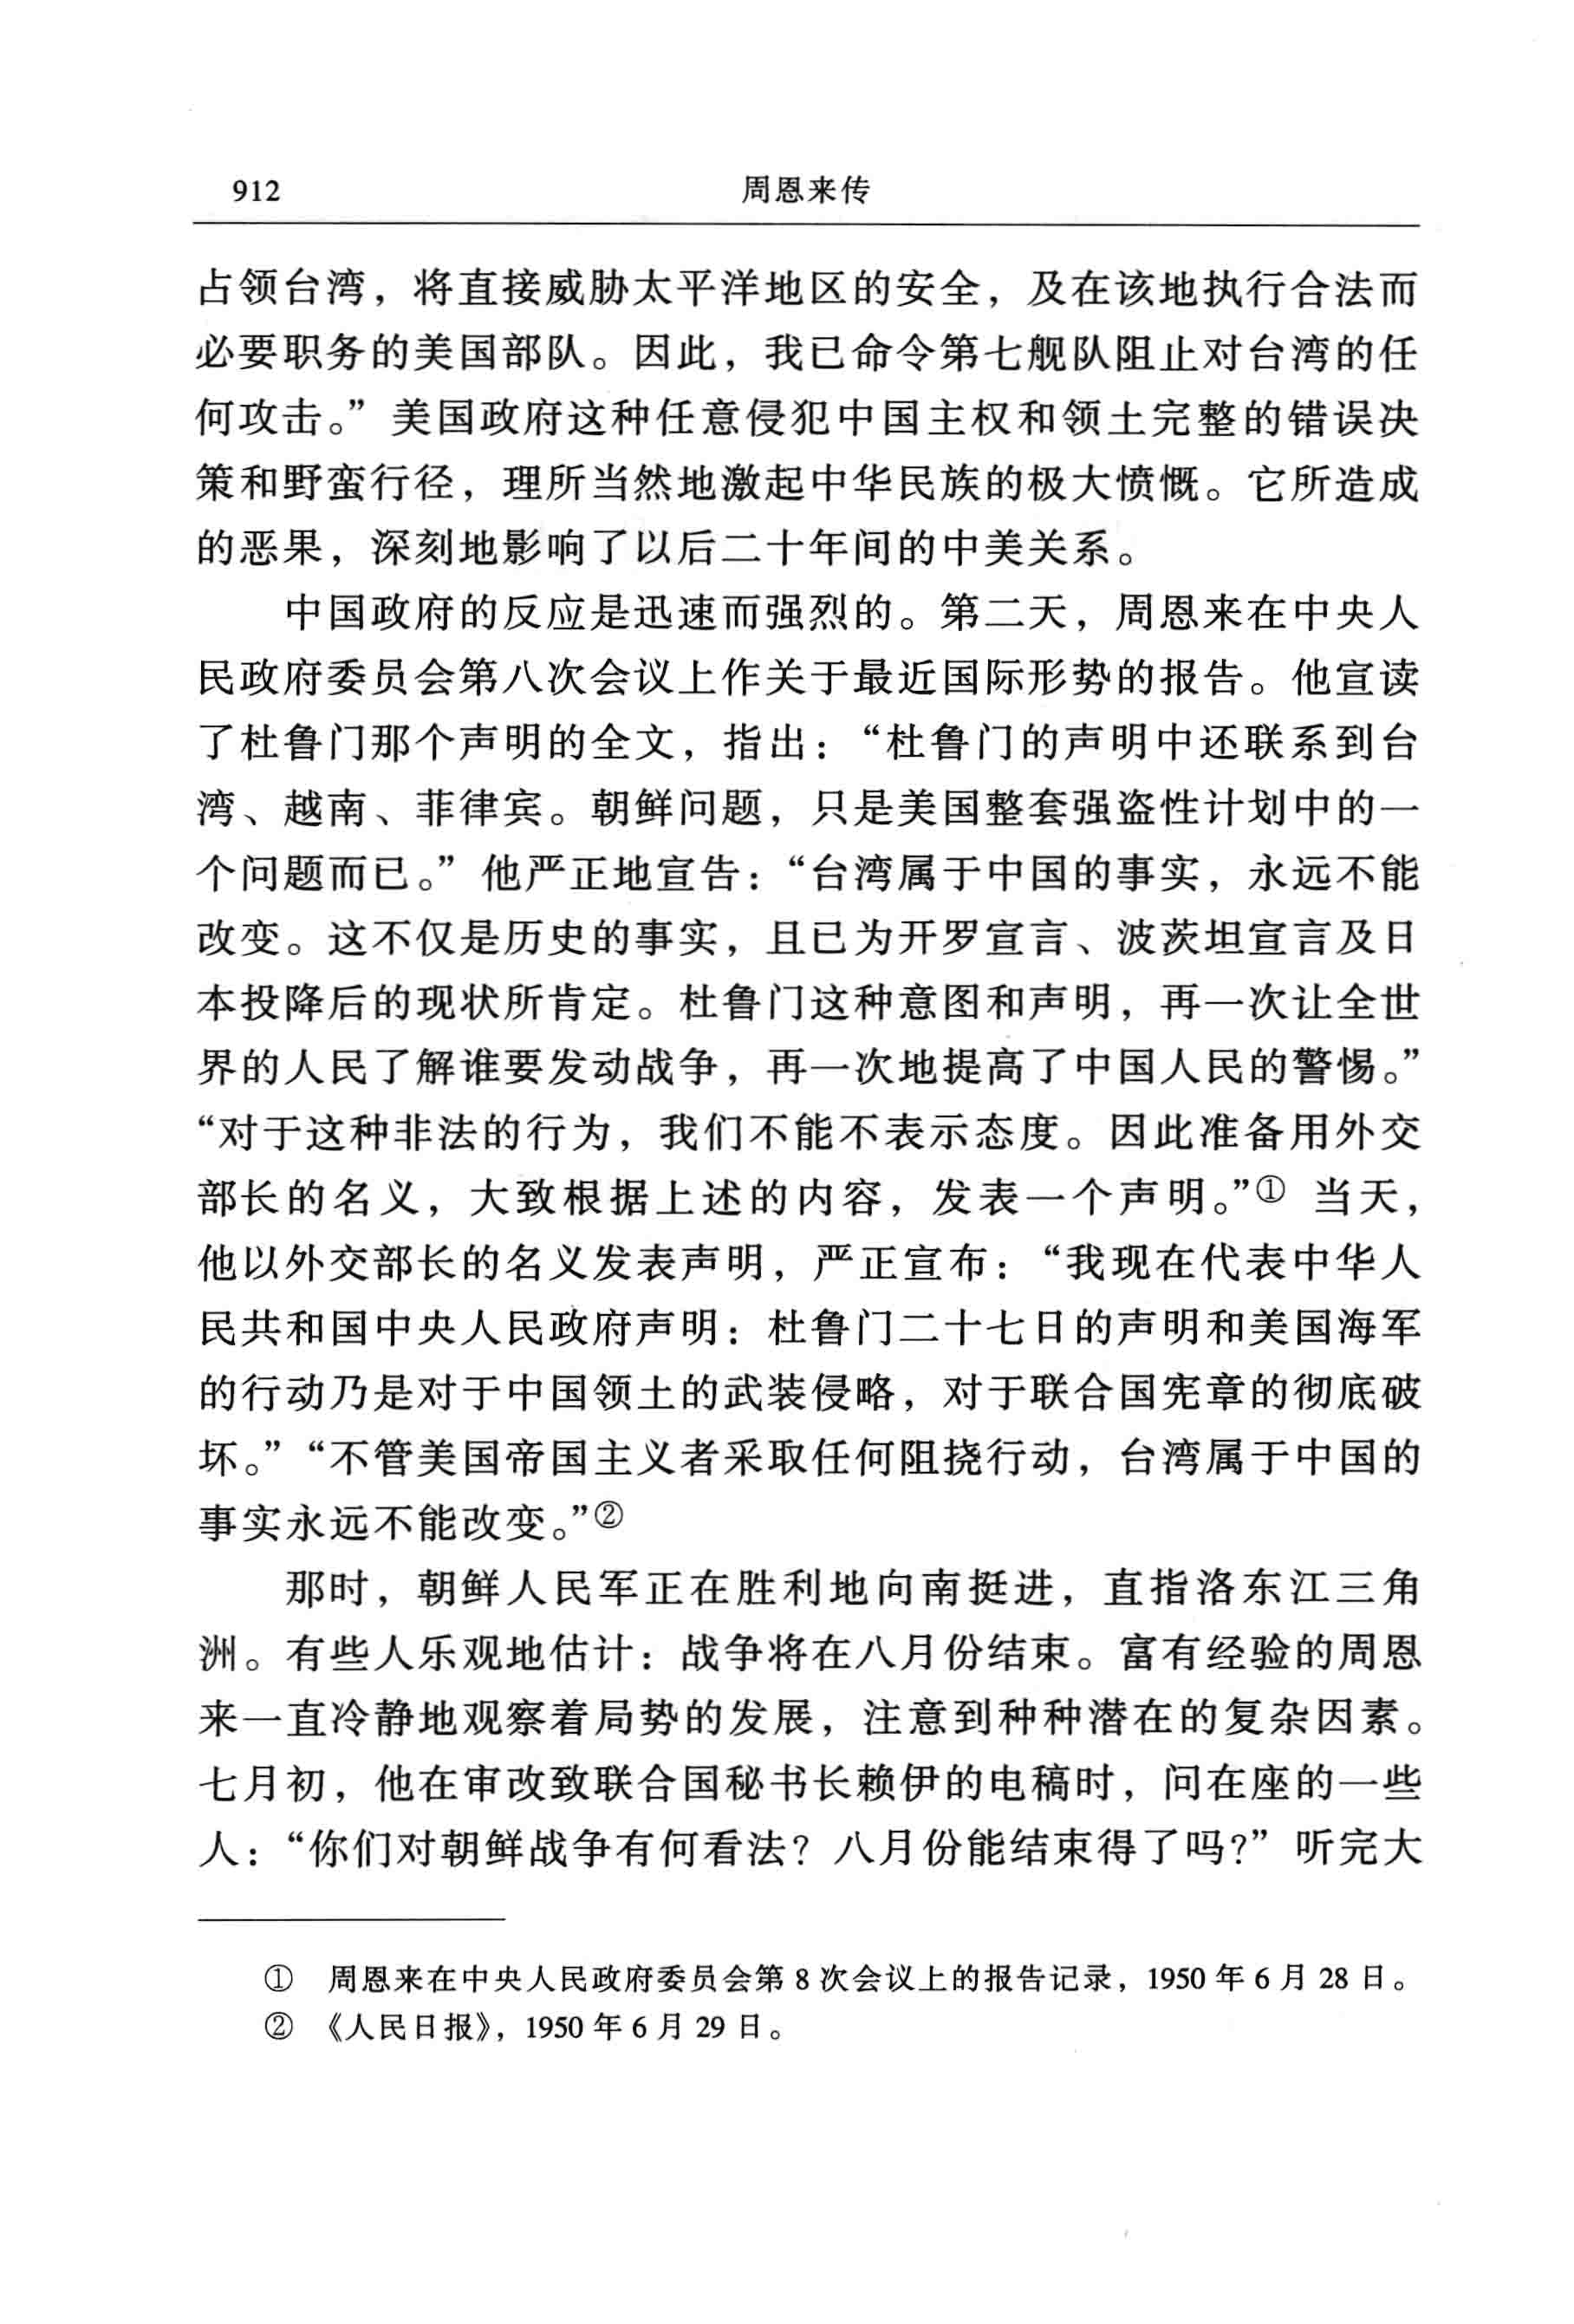 912 周恩来传
占领台湾，将直接威胁太平洋地区的安全，及在该地执行合法而
必要职务的美国部队。因此，我已命令第七舰队阻止对台湾的任
何攻击。”美国政府这种任意侵犯中国主权和领土完整的错误决
策和野蛮行径，理所当然地激起中华民族的极大愤慨。它所造成
的恶果，深刻地影响了以后二十年间的中美关系。
中国政府的反应是迅速而强烈的。第二天，周恩来在中央人
民政府委员会第八次会议上作关于最近国际形势的报告。他宣读
了杜鲁门那个声明的全文，指出：“杜鲁门的声明中还联系到台
湾、越南、菲律宾。朝鲜问题，只是美国整套强盗性计划中的一
个问题而已。”他严正地宣告：“台湾属于中国的事实，永远不能
改变。这不仅是历史的事实，且已为开罗宣言、波茨坦宣言及日
本投降后的现状所肯定。杜鲁门这种意图和声明，再一次让全世
界的人民了解谁要发动战争，再一次地提高了中国人民的警惕。”
“对于这种非法的行为，我们不能不表示态度。因此准备用外交
部长的名义，大致根据上述的内容，发表一个声明。”① 当天，
他以外交部长的名义发表声明，严正宣布：“我现在代表中华人
民共和国中央人民政府声明：杜鲁门二十七日的声明和美国海军
的行动乃是对于中国领土的武装侵略，对于联合国宪章的彻底破
坏。”“不管美国帝国主义者采取任何阻挠行动，台湾属于中国的
事实永远不能改变。”②
那时，朝鲜人民军正在胜利地向南挺进，直指洛东江三角
洲。有些人乐观地估计：战争将在八月份结束。富有经验的周恩
来一直冷静地观察着局势的发展，注意到种种潜在的复杂因素。
七月初，他在审改致联合国秘书长赖伊的电稿时，问在座的一些
人：“你们对朝鲜战争有何看法？八月份能结束得了吗？”听完大
① 周恩来在中央人民政府委员会第 8 次会议上的报告记录，1950 年 6 月 28 日。
② 《人民日报》，1950 年 6 月 29 日。